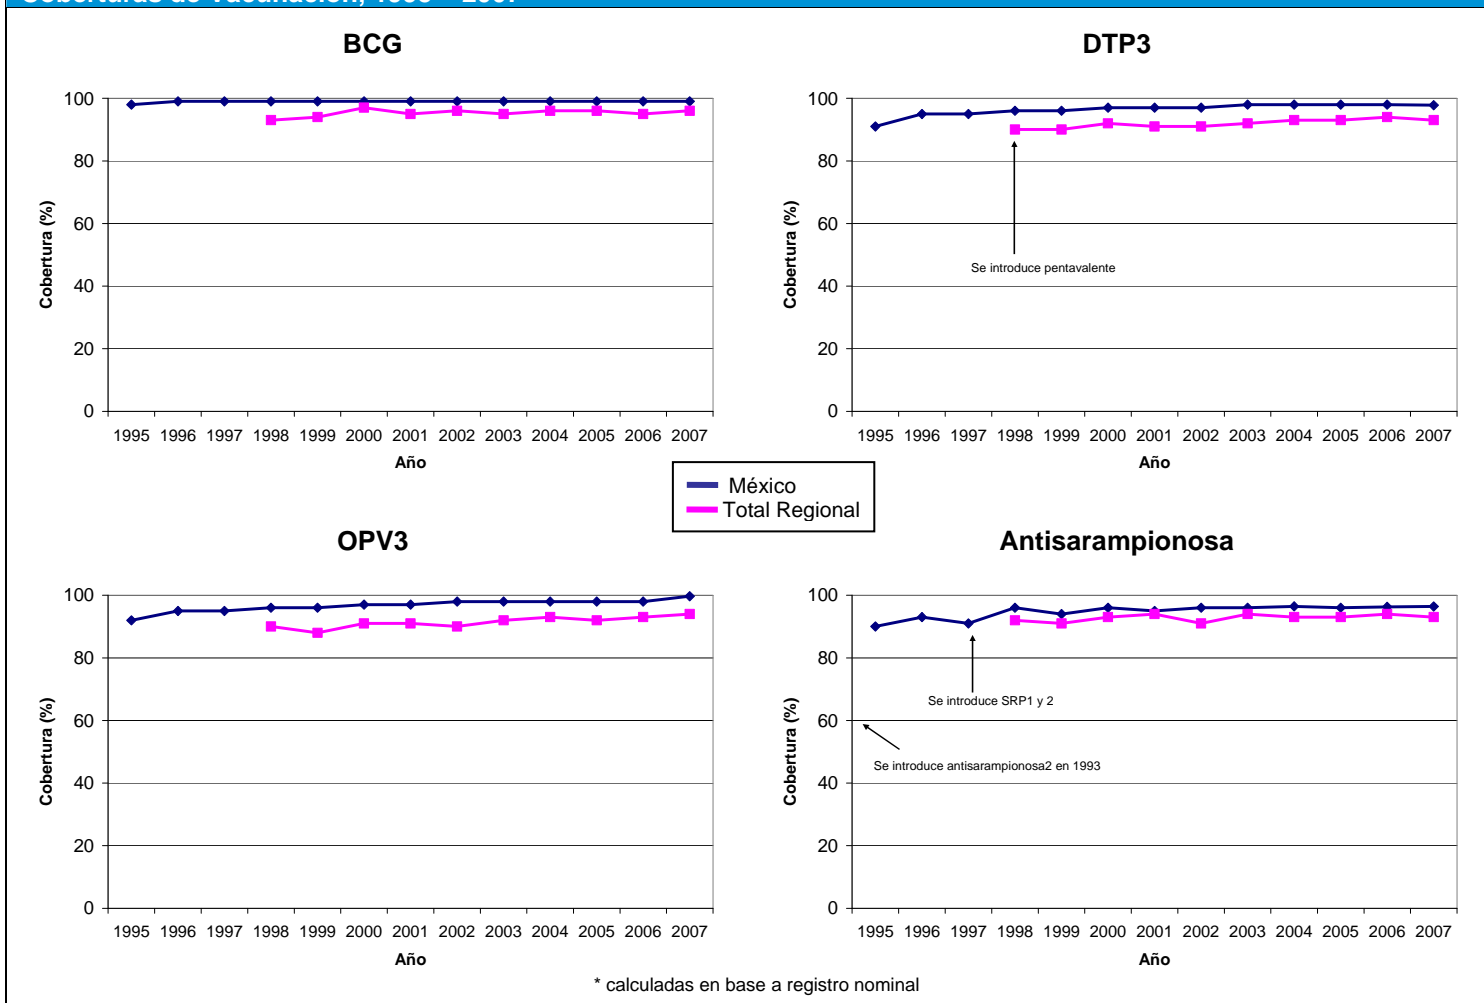 BCG
100
80
60
40
20
0
Cobertura (%)
1995 1996 1997 1998 1999 2000 2001 2002 2003 2004 2005 2006 2007
Año
DTP3
100
80
60
40
20
0
Cobertura (%)
Se introduce pentavalente
1995 1996 1997 1998 1999 2000 2001 2002 2003 2004 2005 2006 2007
Año
México
Total Regional
OPV3
100
80
60
40
20
0
Cobertura (%)
1995 1996 1997 1998 1999 2000 2001 2002 2003 2004 2005 2006 2007
Año
Antisarampionosa
100
80
60
40
20
0
Cobertura (%)
Se introduce SRP1 y 2
Se introduce antisarampionosa2 en 1993
1995 1996 1997 1998 1999 2000 2001 2002 2003 2004 2005 2006 2007
Año
* calculadas en base a registro nominal